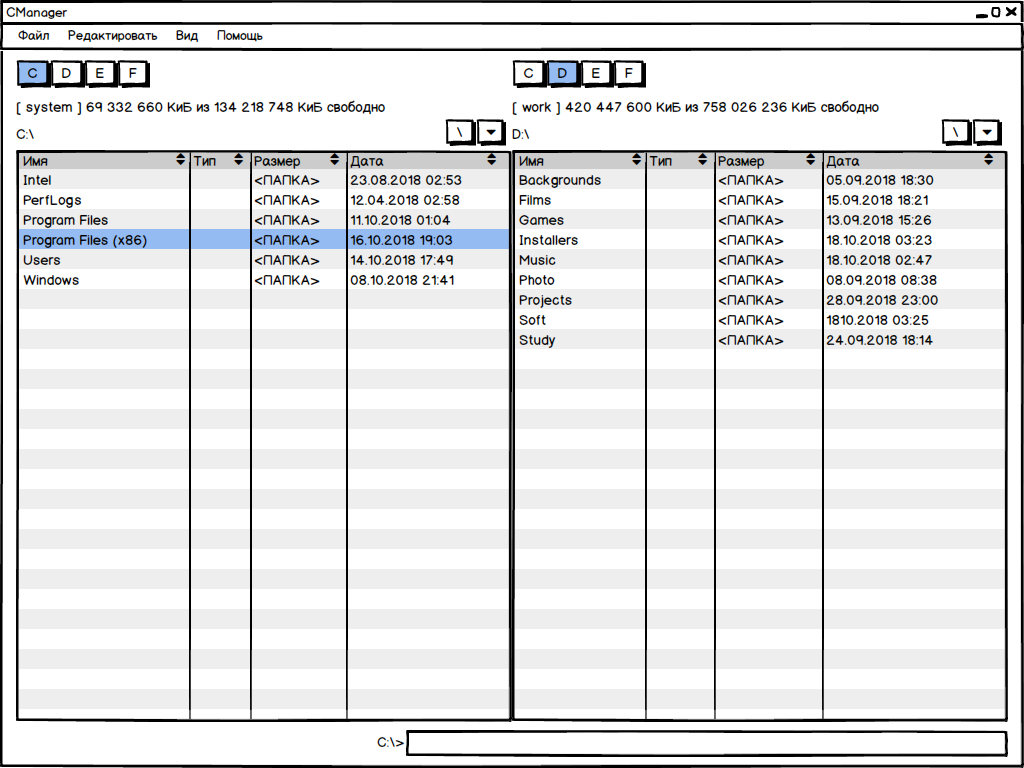 CManager
Файл Редактировать Вид Помощь
C D E F
[ system ] 69 332 660 КиБ из 134 218 748 КиБ свободно
C:\ \
Имя Тип Размер Дата
Intel <ПАПКА> 23.08.2018 02:53
PerfLogs <ПАПКА> 12.04.2018 02:58
Program Files <ПАПКА> 11.10.2018 01:04
Program Files (x86) <ПАПКА> 16.10.2018 19:03
Users <ПАПКА> 14.10.2018 17:49
Windows <ПАПКА> 08.10.2018 21:41
C D E F
[ work ] 420 447 600 КиБ из 758 026 236 КиБ свободно
D:\ \
Имя Тип Размер Дата
Backgrounds <ПАПКА> 05.09.2018 18:30
Films <ПАПКА> 15.09.2018 18:21
Games <ПАПКА> 13.09.2018 15:26
Installers <ПАПКА> 18.10.2018 03:23
Music <ПАПКА> 18.10.2018 02:47
Photo <ПАПКА> 08.09.2018 08:38
Projects <ПАПКА> 28.09.2018 23:00
Soft <ПАПКА> 1810.2018 03:25
Study <ПАПКА> 24.09.2018 18:14
C:\>